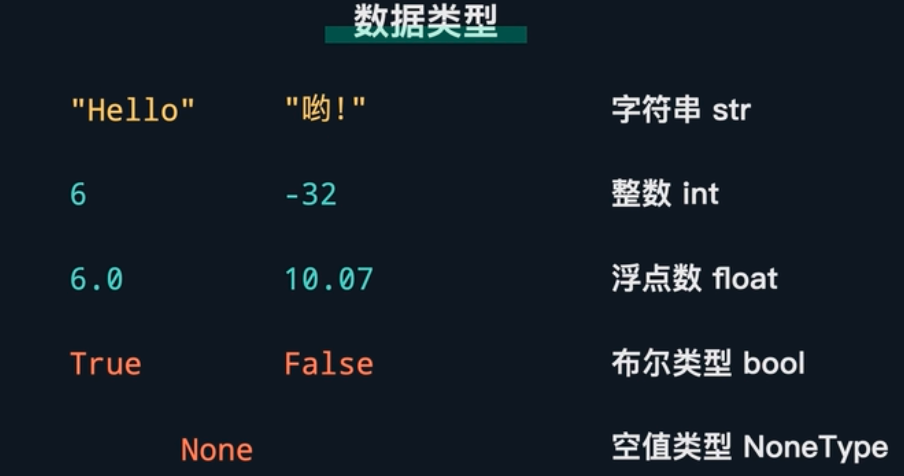 数据类型
"Hello" "哟!" 字符串 str
6 -32 整数 int
6.0 10.07 浮点数 float
True False 布尔类型 bool
None 空值类型 NoneType